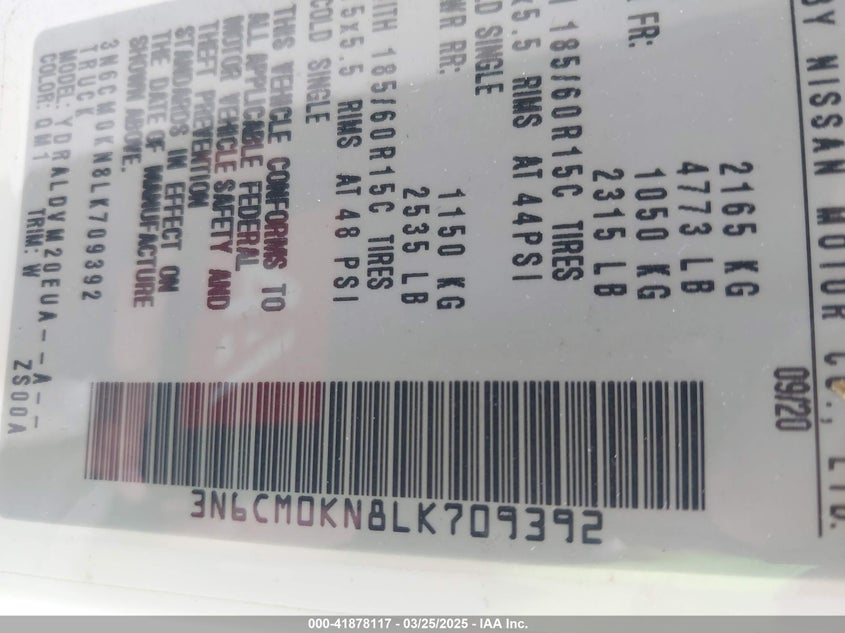 BY NISSAN MOTOR CO., LTD.
09/20
2165 KG
4773 LB
FR: 1050 KG
2315 LB
185/60R15C TIRES
x5.5 RIMS AT 44PSI
COLD SINGLE
RR: 1150 KG
2535 LB
WITH 185/60R15C TIRES
5x5.5 RIMS AT 48 PSI
COLD SINGLE
THIS VEHICLE CONFORMS TO
ALL APPLICABLE FEDERAL
MOTOR VEHICLE SAFETY AND
THEFT PREVENTION
STANDARDS IN EFFECT ON
THE DATE OF MANUFACTURE
SHOWN ABOVE.
3N6CM0KN8LK709392
TRUCK
MODEL: YDRALDYM20EUA--A--
COLOR: QM1 TRIM: W ZS00A
3N6CM0KN8LK709392
000-41878117 - 03/25/2025 - IAA Inc.